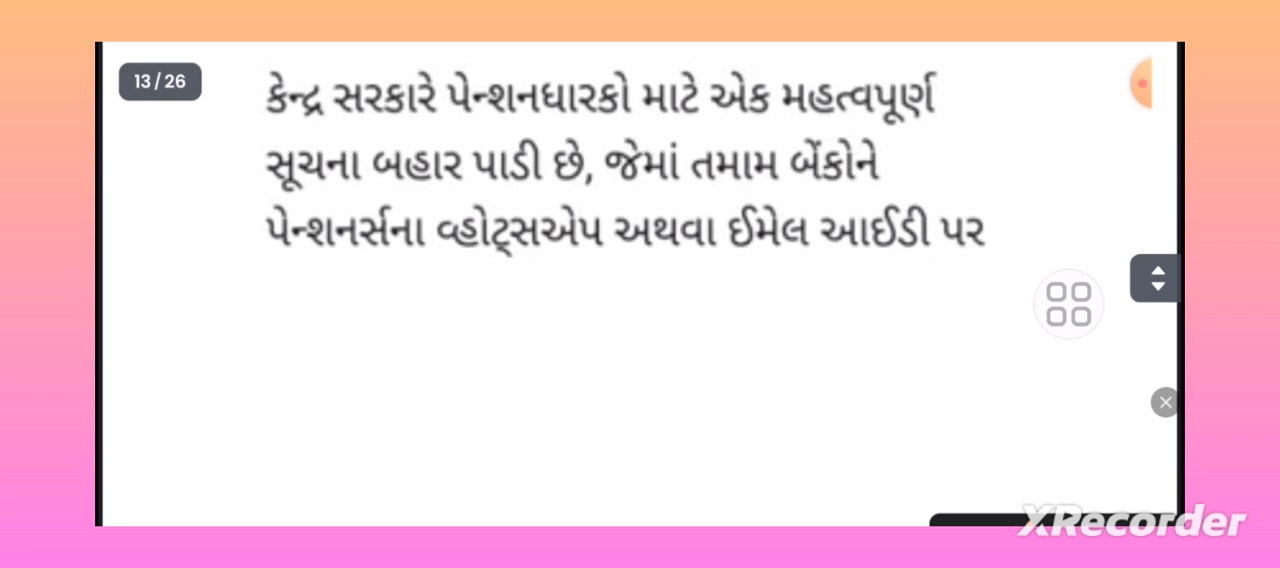 13/26
કેન્દ્ર સરકારે પેન્શનધારકો માટે એક મહત્વપૂર્ણ
સૂચના બહાર પાડી છે, જેમાં તમામ બેંકોને
પેન્શનર્સના વ્હોટ્સએપ અથવા ઈમેલ આઈડી પર
XRecorder